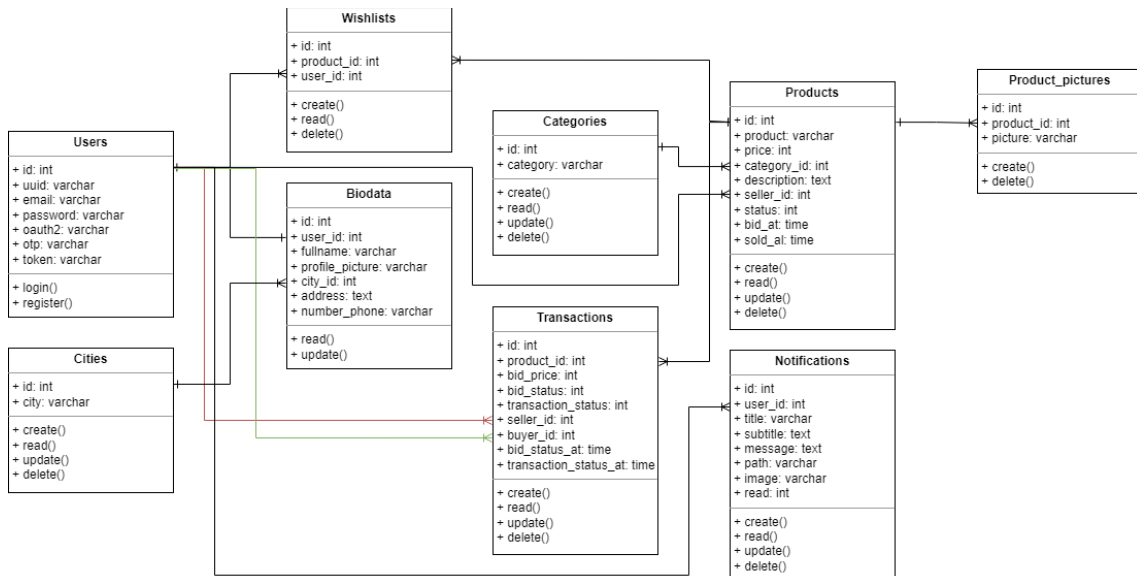 Wishlists
+ id: int
+ product_id: int
+ user_id: int
+ create()
+ read()
+ delete()
Users
+ id: int
+ uuid: varchar
+ email: varchar
+ password: varchar
+ oauth2: varchar
+ otp: varchar
+ token: varchar
+ login()
+ register()
Biodata
+ id: int
+ user_id: int
+ fullname: varchar
+ profile_picture: varchar
+ city_id: int
+ address: text
+ number_phone: varchar
+ read()
+ update()
Cities
+ id: int
+ city: varchar
+ create()
+ read()
+ update()
+ delete()
Categories
+ id: int
+ category: varchar
+ create()
+ read()
+ update()
+ delete()
Transactions
+ id: int
+ product_id: int
+ bid_price: int
+ bid_status: int
+ transaction_status: int
+ seller_id: int
+ buyer_id: int
+ bid_status_at: time
+ transaction_status_at: time
+ create()
+ read()
+ update()
+ delete()
Products
+ id: int
+ product: varchar
+ price: int
+ category_id: int
+ description: text
+ seller_id: int
+ status: int
+ bid_at: time
+ sold_al: time
+ create()
+ read()
+ update()
+ delete()
Product_pictures
+ id: int
+ product_id: int
+ picture: varchar
+ create()
+ delete()
Notifications
+ id: int
+ user_id: int
+ title: varchar
+ subtitle: text
+ message: text
+ path: varchar
+ image: varchar
+ read: int
+ create()
+ read()
+ update()
+ delete()